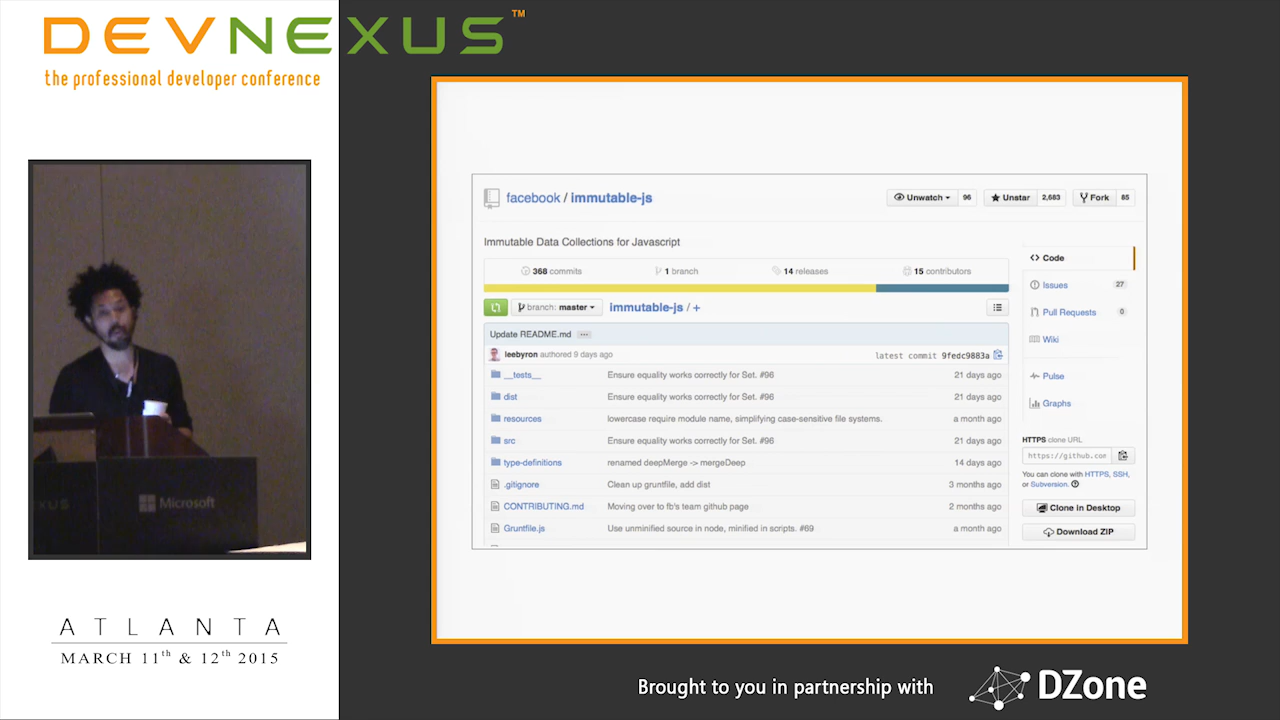 DEVNEXUS™
the professional developer conference
Microsoft
ATLANTA
MARCH 11th & 12th 2015
facebook / immutable-js
Unwatch 96
Unstar 2,683
Fork 85
Immutable Data Collections for Javascript
368 commits
1 branch
14 releases
15 contributors
branch: master
immutable-js / +
Update README.md
leebyron authored 9 days ago
latest commit 9fedc9883a
__tests__ Ensure equality works correctly for Set. #96 21 days ago
dist Ensure equality works correctly for Set. #96 21 days ago
resources lowercase require module name, simplifying case-sensitive file systems. a month ago
src Ensure equality works correctly for Set. #96 21 days ago
type-definitions renamed deepMerge -> mergeDeep 14 days ago
.gitignore Clean up gruntfile, add dist 3 months ago
CONTRIBUTING.md Moving over to fb's team github page 2 months ago
Gruntfile.js Use unminified source in node, minified in scripts. #69 a month ago
Code
Issues 27
Pull Requests 0
Wiki
Pulse
Graphs
HTTPS clone URL
https://github.com
You can clone with HTTPS, SSH,
or Subversion.
Clone in Desktop
Download ZIP
Brought to you in partnership with
DZone